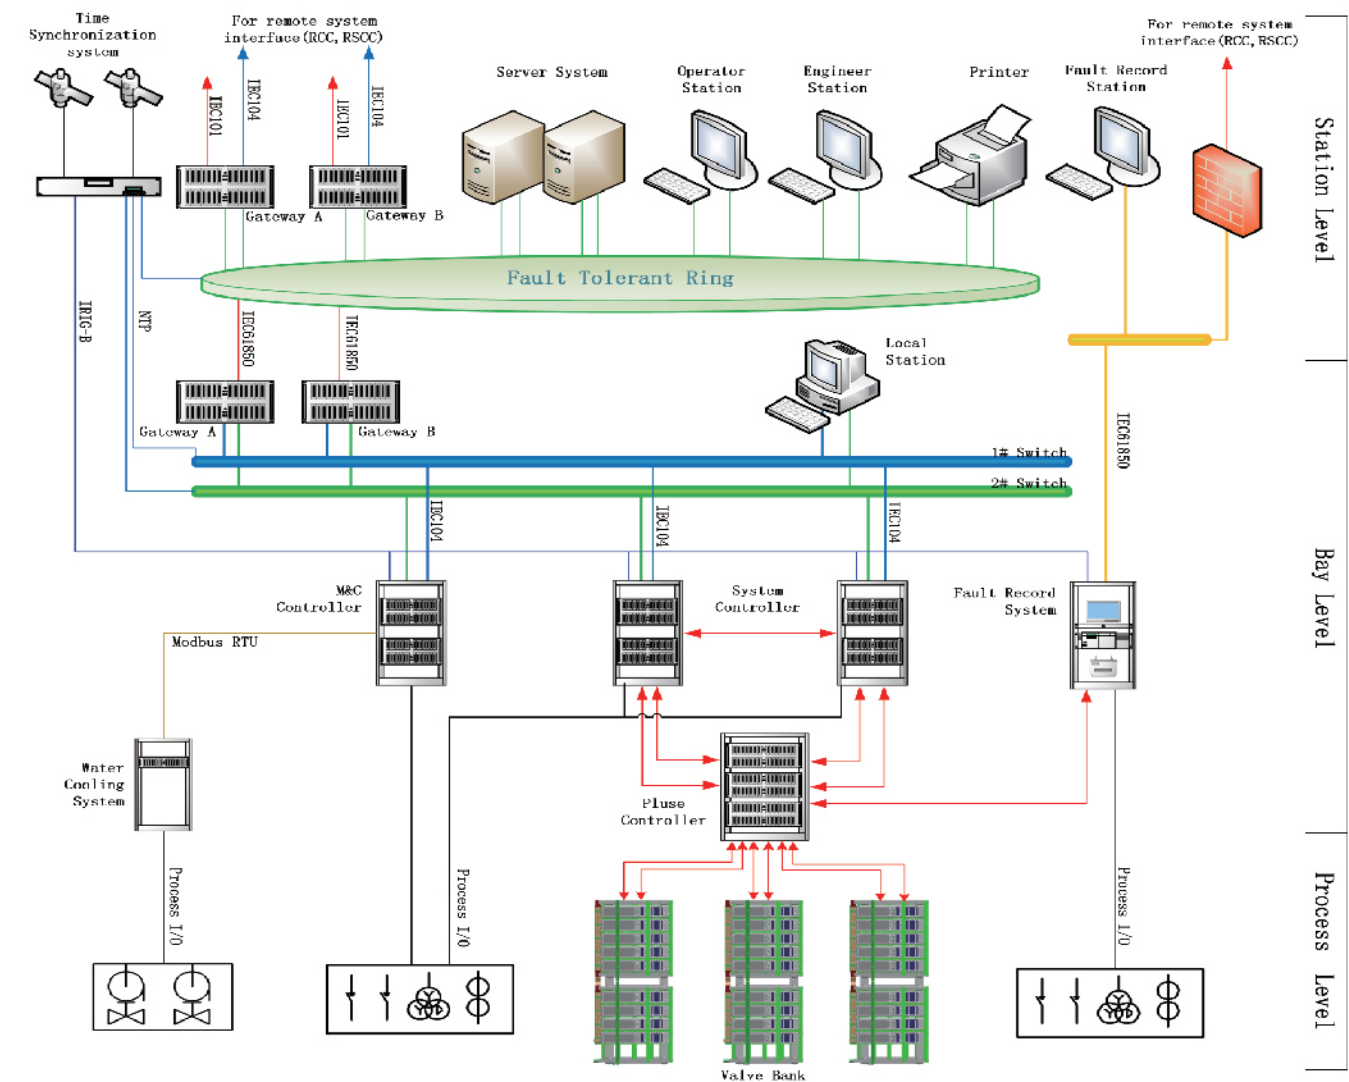 Time
Synchronization
system
For remote system
interface(RCC, RSCC)
For remote system
interface(RCC, RSCC)
Server System
Operator
Station
Engineer
Station
Printer
Fault Record
Station
IEC101
IEC104
IEC101
IEC104
Gateway A
Gateway B
Station Level
Fault Tolerant Ring
IRIG-B
NTP
IEC61850
IEC61850
Local
Station
Gateway A
Gateway B
1# Switch
2# Switch
IEC61850
IEC104
IEC104
IEC104
Bay Level
M&C
Controller
System
Controller
Fault Record
System
Modbus RTU
Water
Cooling
System
Pluse
Controller
Process I/O
Process I/O
Process I/O
Process Level
Y
Y
D
Y
Y
D
Valve Bank